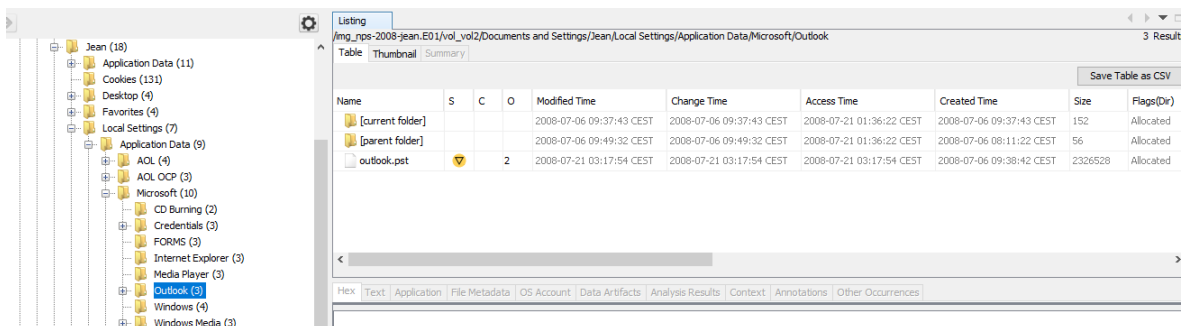 Jean (18)
Application Data (11)
Cookies (131)
Desktop (4)
Favorites (4)
Local Settings (7)
Application Data (9)
AOL (4)
AOL OCP (3)
Microsoft (10)
CD Burning (2)
Credentials (3)
FORMS (3)
Internet Explorer (3)
Media Player (3)
Outlook (3)
Windows (4)
Windows Media (3)
Listing
/img_nps-2008-jean.E01/vol_vol2/Documents and Settings/Jean/Local Settings/Application Data/Microsoft/Outlook 3 Result
Table Thumbnail Summary
Save Table as CSV
Name S C O Modified Time Change Time Access Time Created Time Size Flags(Dir)
[current folder] 2008-07-06 09:37:43 CEST 2008-07-06 09:37:43 CEST 2008-07-21 01:36:22 CEST 2008-07-06 09:37:43 CEST 152 Allocated
[parent folder] 2008-07-06 09:49:32 CEST 2008-07-06 09:49:32 CEST 2008-07-21 01:36:22 CEST 2008-07-06 08:11:22 CEST 56 Allocated
outlook.pst 2 2008-07-21 03:17:54 CEST 2008-07-21 03:17:54 CEST 2008-07-21 03:17:54 CEST 2008-07-06 09:38:42 CEST 2326528 Allocated
Hex Text Application File Metadata OS Account Data Artifacts Analysis Results Context Annotations Other Occurrences